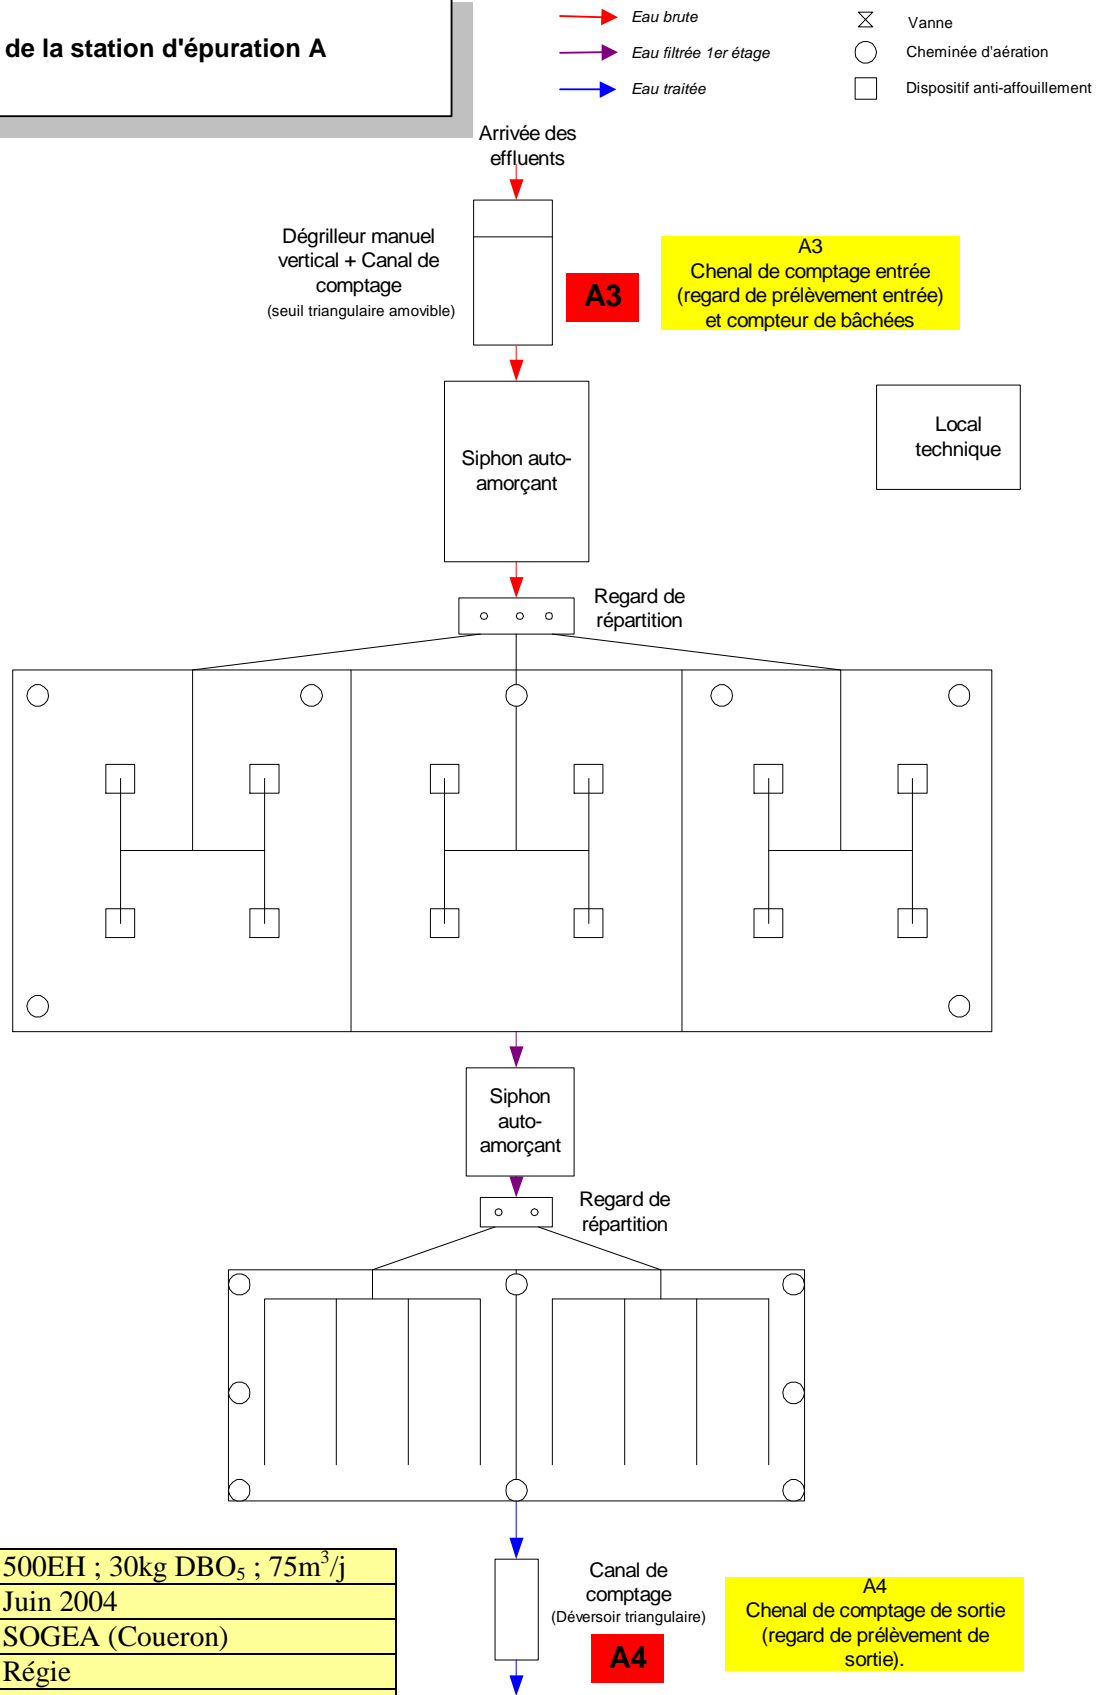 de la station d'épuration A
Eau brute
Eau filtrée 1er étage
Eau traitée
Vanne
Cheminée d'aération
Dispositif anti-affouillement
Arrivée des
effluents
Dégrilleur manuel
vertical + Canal de
comptage
(seuil triangulaire amovible)
A3
A3
Chenal de comptage entrée
(regard de prélèvement entrée)
et compteur de bâchées
Siphon auto-
amorçant
Local
technique
Regard de
répartition
Siphon
auto-
amorçant
Regard de
répartition
500EH ; 30kg DBO₅ ; 75m³/j
Juin 2004
SOGEA (Coueron)
Régie
Canal de
comptage
(Déversoir triangulaire)
A4
A4
Chenal de comptage de sortie
(regard de prélèvement de
sortie).